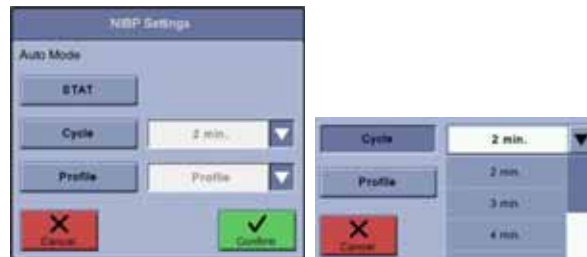 NIBP Settings
Auto Mode
STAT
Cycle 2 min.
Profile Profile
Cancel Confirm
Cycle 2 min.
2 min.
Profile
3 min.
Cancel 4 min.